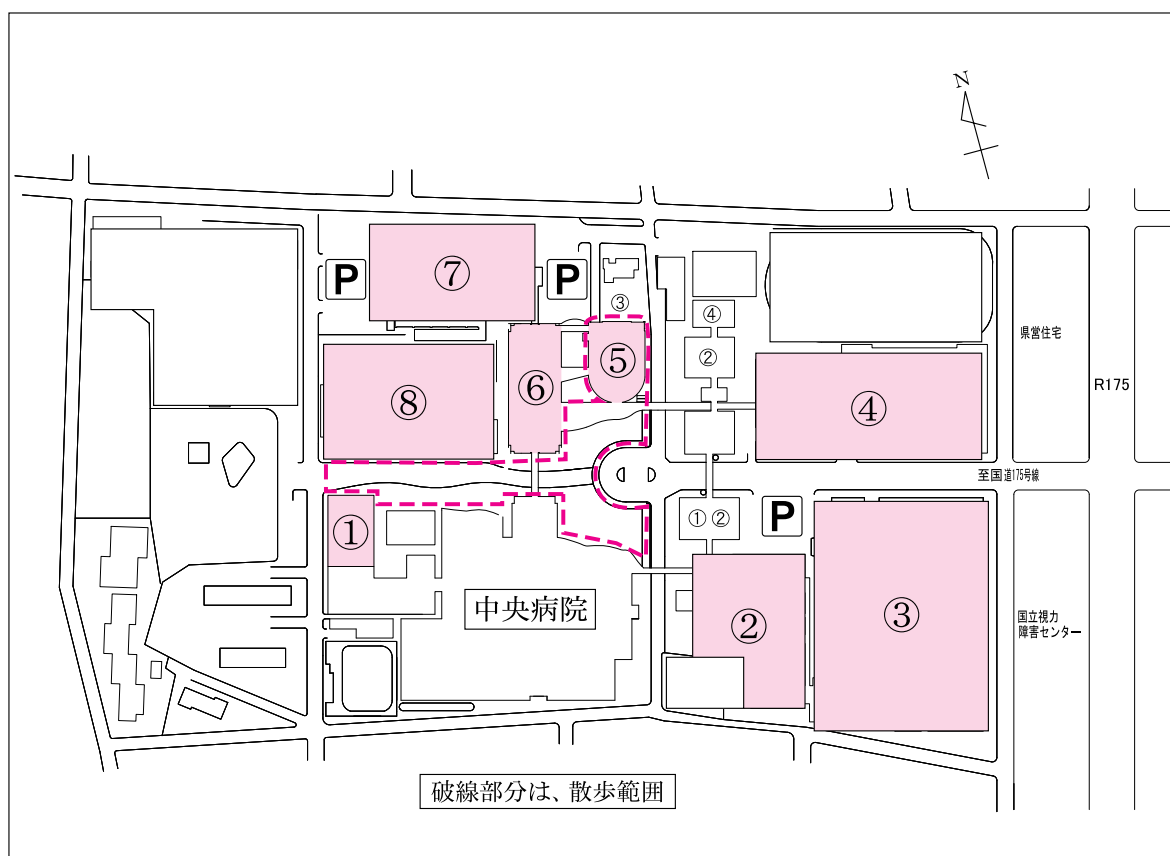 N
⑦
P
P
③
④
②
⑤
⑥
⑧
④
県営住宅
R175
至国道175号線
①
① ②
P
中央病院
②
③
国立視力
障害センター
破線部分は、散歩範囲